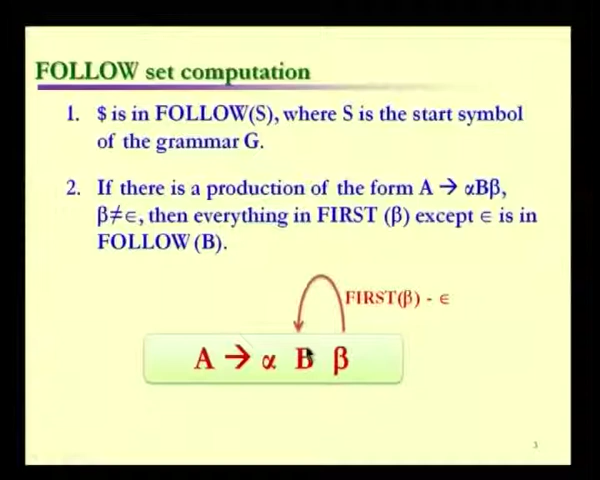 FOLLOW set computation
1. $ is in FOLLOW(S), where S is the start symbol
of the grammar G.
2. If there is a production of the form A → αBβ,
β≠∈, then everything in FIRST (β) except ∈ is in
FOLLOW (B).
FIRST(β) - ∈
A → α B β
3